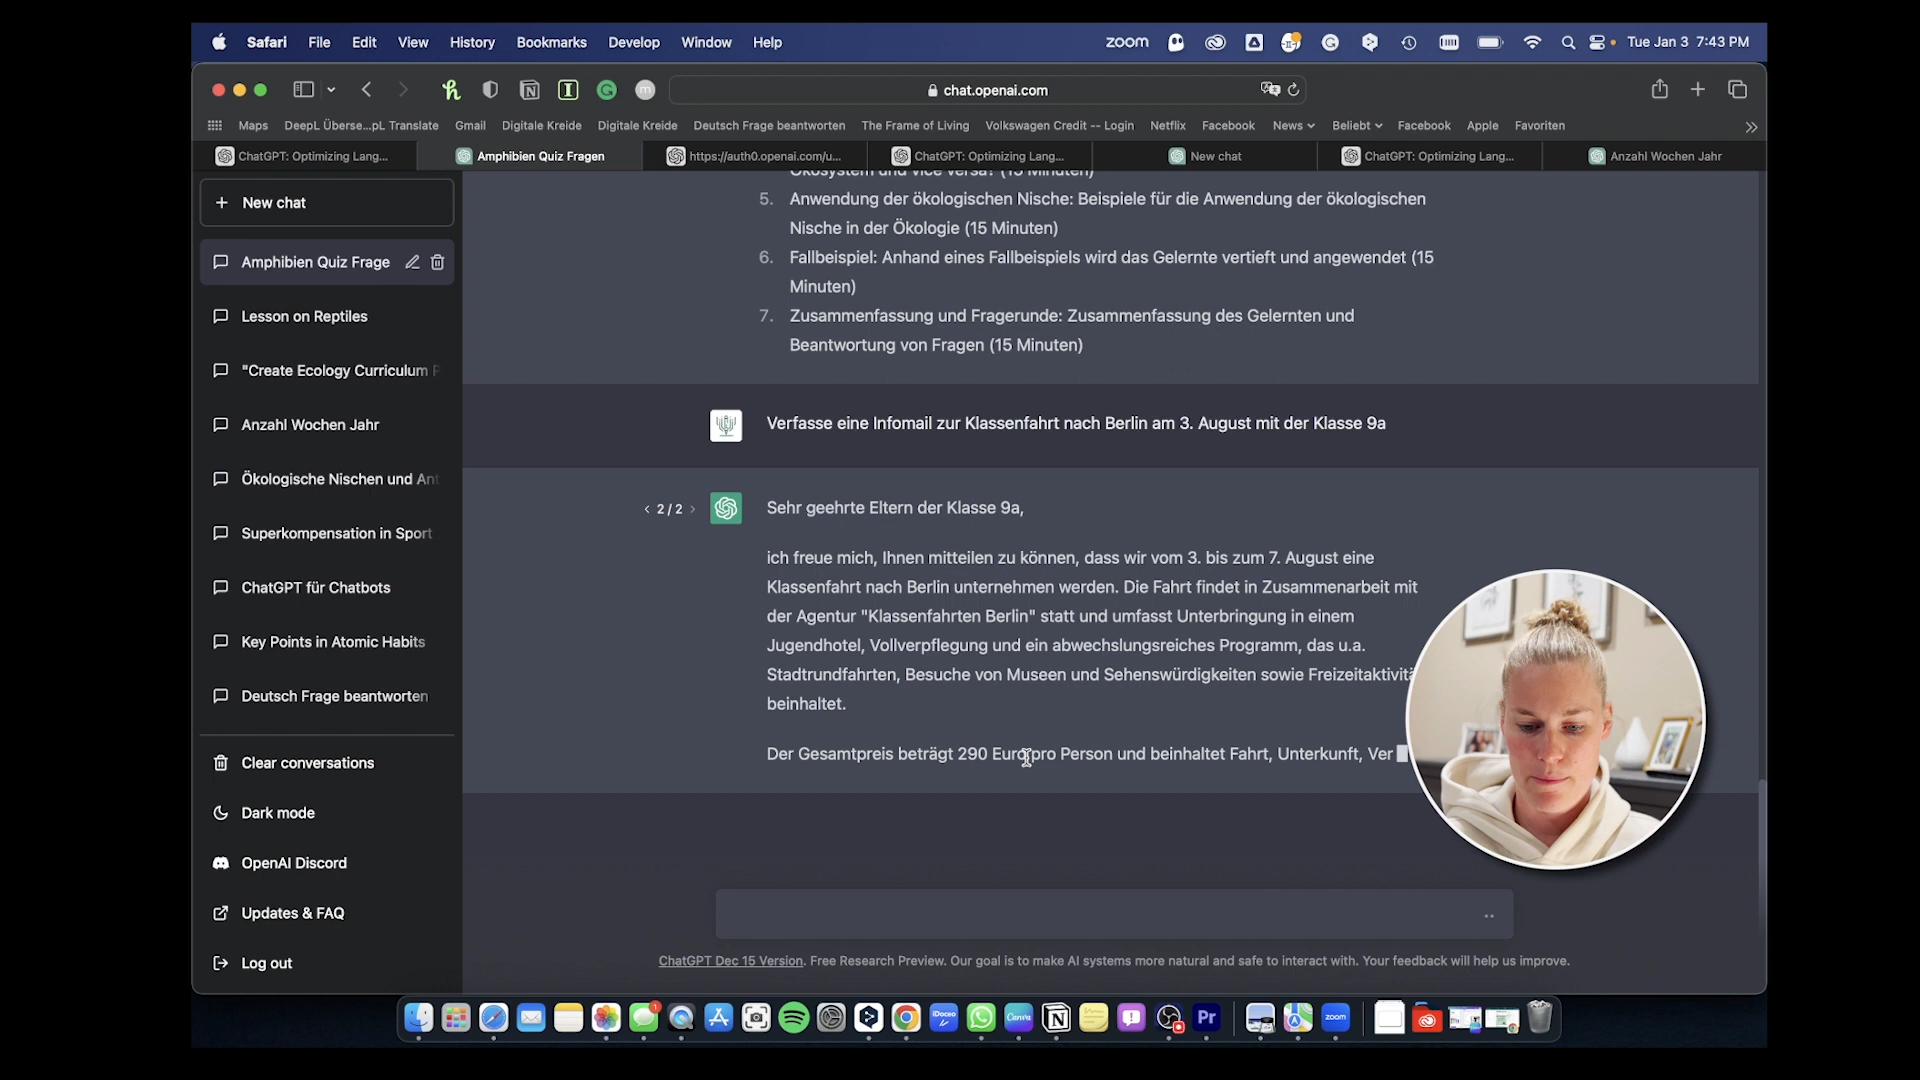 Safari File Edit View History Bookmarks Develop Window Help zoom Tue Jan 3 7:43 PM
chat.openai.com
Maps DeepL Überse...pL Translate Gmail Digitale Kreide Digitale Kreide Deutsch Frage beantworten The Frame of Living Volkswagen Credit -- Login Netflix Facebook News Beliebt Facebook Apple Favoriten
ChatGPT: Optimizing Lang... Amphibien Quiz Fragen https://auth0.openai.com/u... ChatGPT: Optimizing Lang... New chat ChatGPT: Optimizing Lang... Anzahl Wochen Jahr
New chat
Amphibien Quiz Frage
Lesson on Reptiles
"Create Ecology Curriculum P
Anzahl Wochen Jahr
Ökologische Nischen und Ant
Superkompensation in Sport
ChatGPT für Chatbots
Key Points in Atomic Habits
Deutsch Frage beantworten
Clear conversations
Dark mode
OpenAI Discord
Updates & FAQ
Log out
Ökosystem und vice versa? (15 Minuten)
5. Anwendung der ökologischen Nische: Beispiele für die Anwendung der ökologischen
Nische in der Ökologie (15 Minuten)
6. Fallbeispiel: Anhand eines Fallbeispiels wird das Gelernte vertieft und angewendet (15
Minuten)
7. Zusammenfassung und Fragerunde: Zusammenfassung des Gelernten und
Beantwortung von Fragen (15 Minuten)
Verfasse eine Infomail zur Klassenfahrt nach Berlin am 3. August mit der Klasse 9a
< 2 / 2 >
Sehr geehrte Eltern der Klasse 9a,
ich freue mich, Ihnen mitteilen zu können, dass wir vom 3. bis zum 7. August eine
Klassenfahrt nach Berlin unternehmen werden. Die Fahrt findet in Zusammenarbeit mit
der Agentur "Klassenfahrten Berlin" statt und umfasst Unterbringung in einem
Jugendhotel, Vollverpflegung und ein abwechslungsreiches Programm, das u.a.
Stadtrundfahrten, Besuche von Museen und Sehenswürdigkeiten sowie Freizeitaktivitä
beinhaltet.
Der Gesamtpreis beträgt 290 Euro pro Person und beinhaltet Fahrt, Unterkunft, Ver
ChatGPT Dec 15 Version. Free Research Preview. Our goal is to make AI systems more natural and safe to interact with. Your feedback will help us improve.
iDoceo Canva Pr zoom